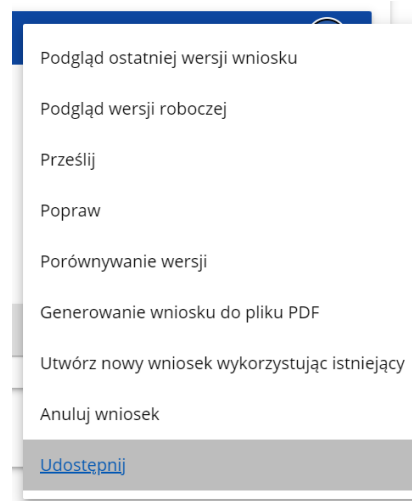 Podgląd ostatniej wersji wniosku
Podgląd wersji roboczej
Prześlij
Popraw
Porównywanie wersji
Generowanie wniosku do pliku PDF
Utwórz nowy wniosek wykorzystując istniejący
Anuluj wniosek
Udostępnij